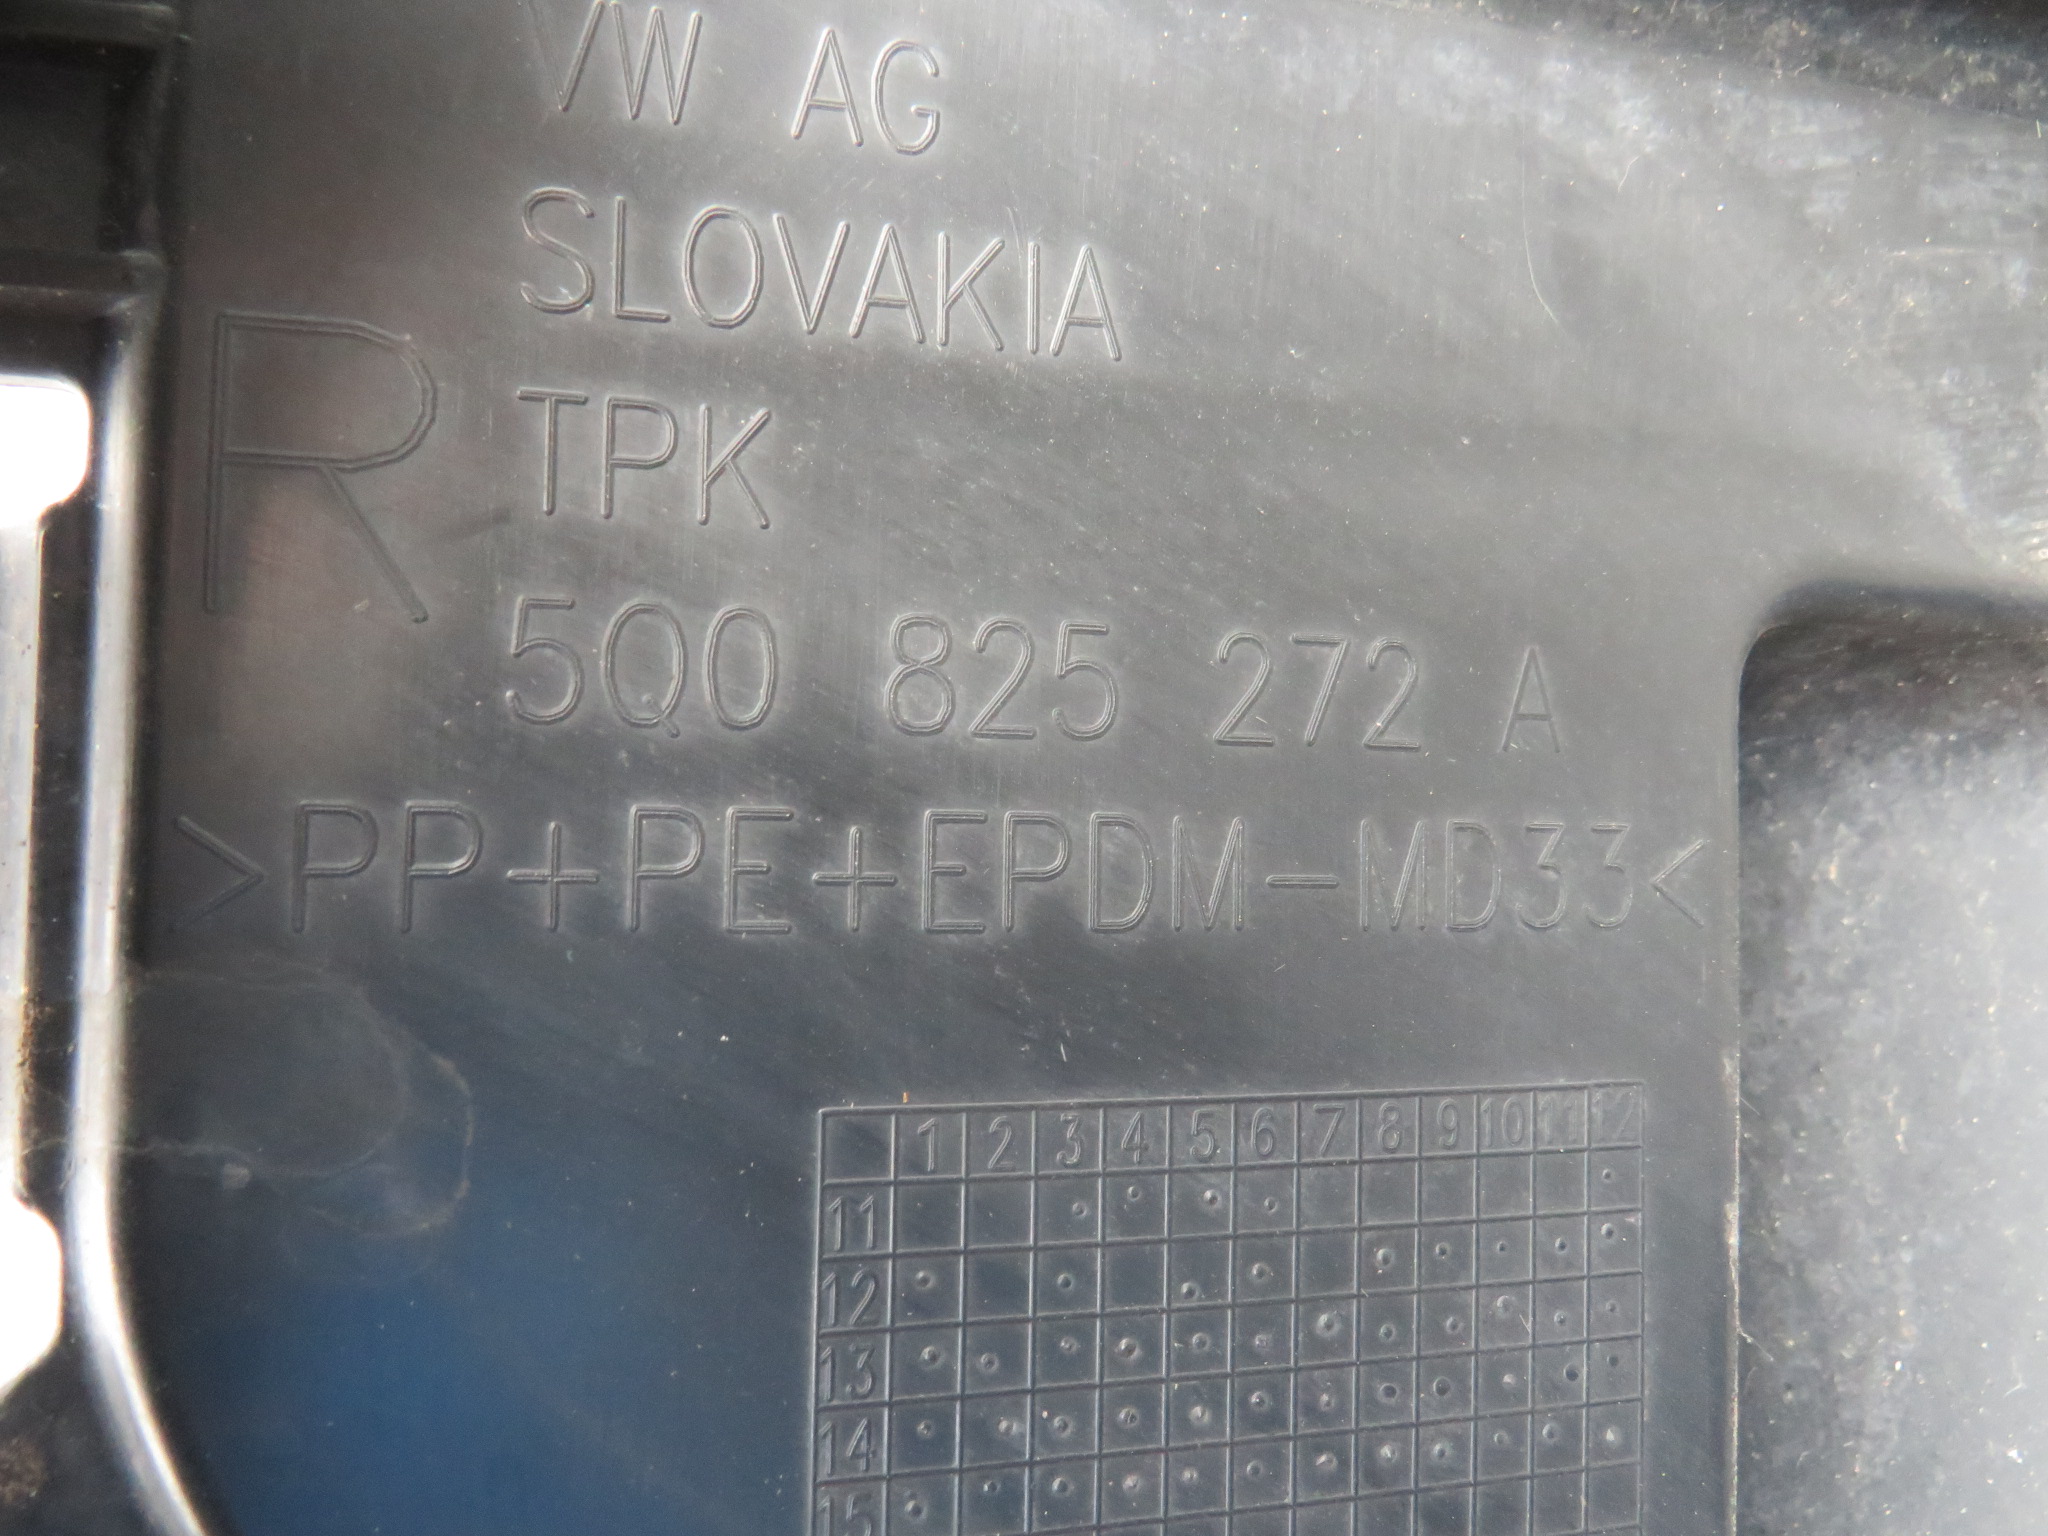 VW AG
SLOVAKIA
R
TPK
5Q0 825 272 A
>PP+PE+EPDM-MD33<
1 2 3 4 5 6 7 8 9 10 11 12
11
12
13
14
15